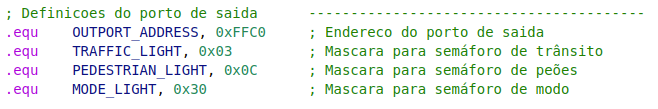 ; Definicoes do porto de saida      ----------------------------------------
.equ    OUTPORT_ADDRESS, 0xFFC0     ; Endereco do porto de saida
.equ    TRAFFIC_LIGHT, 0x03         ; Mascara para semáforo de trânsito
.equ    PEDESTRIAN_LIGHT, 0x0C      ; Mascara para semáforo de peões
.equ    MODE_LIGHT, 0x30            ; Mascara para semáforo de modo